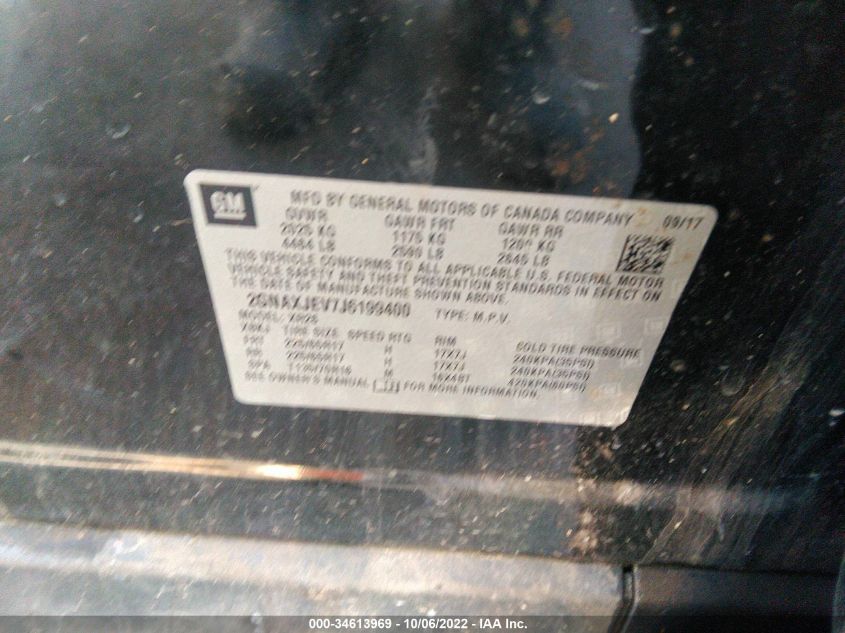 GM MFD BY GENERAL MOTORS OF CANADA COMPANY 09/17
GVWR GAWR FRT GAWR RR
2025 KG 1175 KG KG
4464 LB 2590 LB 2645 LB
THIS VEHICLE CONFORMS TO ALL APPLICABLE U.S. FEDERAL MOTOR
VEHICLE SAFETY AND THEFT PREVENTION STANDARDS IN EFFECT ON
THE DATE OF MANUFACTURE SHOWN ABOVE.
2GNAXJEV7J6199400 TYPE: M.P.V.
MODEL: XR26
TIRE SIZE SPEED RTG RIM COLD TIRE PRESSURE
FRT 225/65R17 H 17X7J 240KPA(35PSI)
RR 225/65R17 H 17X7J 240KPA(35PSI)
SPA M 16X4BT 420KPA(60PSI)
SEE OWNER'S MANUAL FOR MORE INFORMATION.
000-34613969 - 10/06/2022 - IAA Inc.